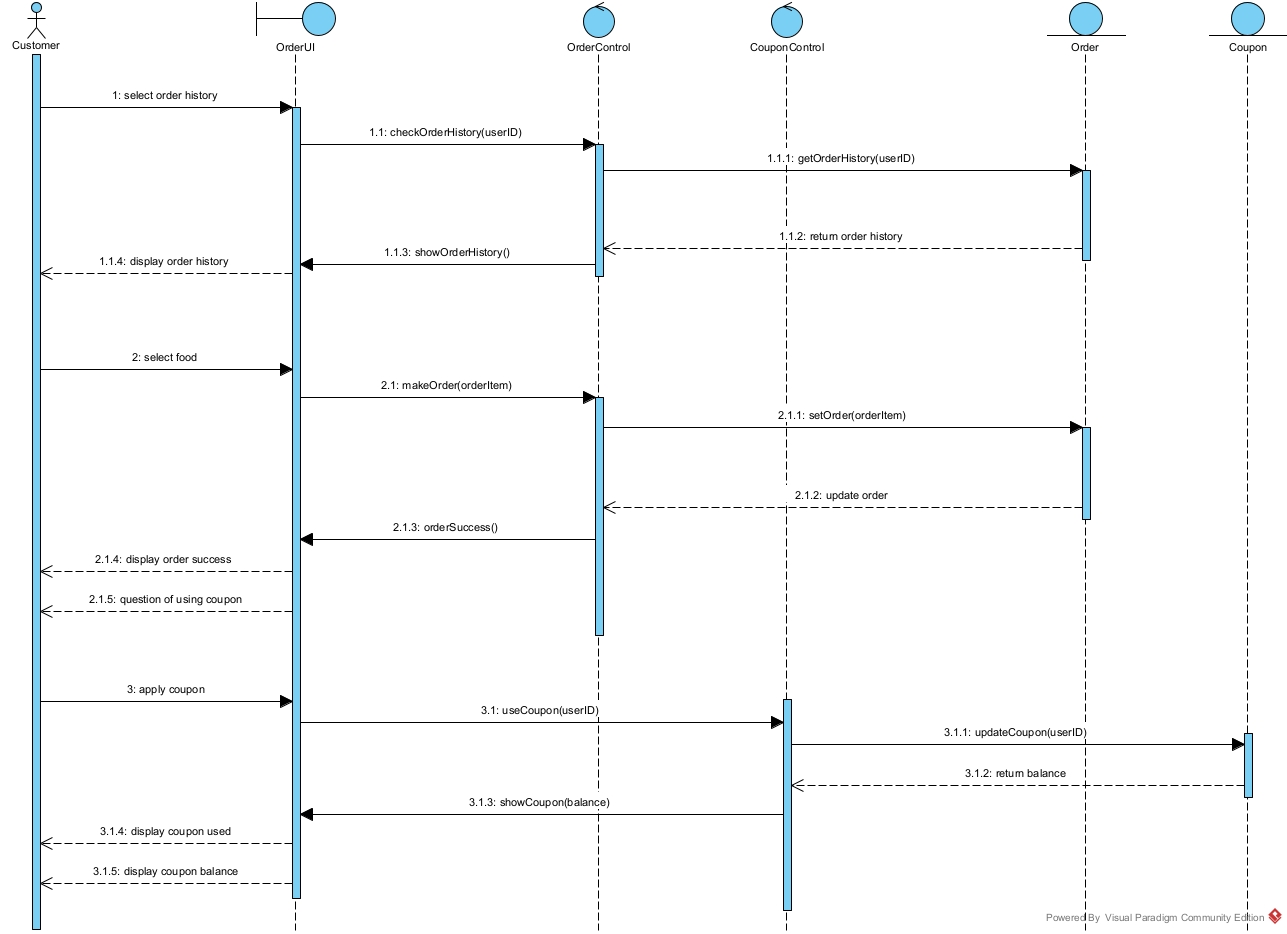 Customer
OrderUI
OrderControl
CouponControl
Order
Coupon
1: select order history
1.1: checkOrderHistory(userID)
1.1.1: getOrderHistory(userID)
1.1.2: return order history
1.1.3: showOrderHistory()
1.1.4: display order history
2: select food
2.1: makeOrder(orderItem)
2.1.1: setOrder(orderItem)
2.1.2: update order
2.1.3: orderSuccess()
2.1.4: display order success
2.1.5: question of using coupon
3: apply coupon
3.1: useCoupon(userID)
3.1.1: updateCoupon(userID)
3.1.2: return balance
3.1.3: showCoupon(balance)
3.1.4: display coupon used
3.1.5: display coupon balance
Powered By Visual Paradigm Community Edition